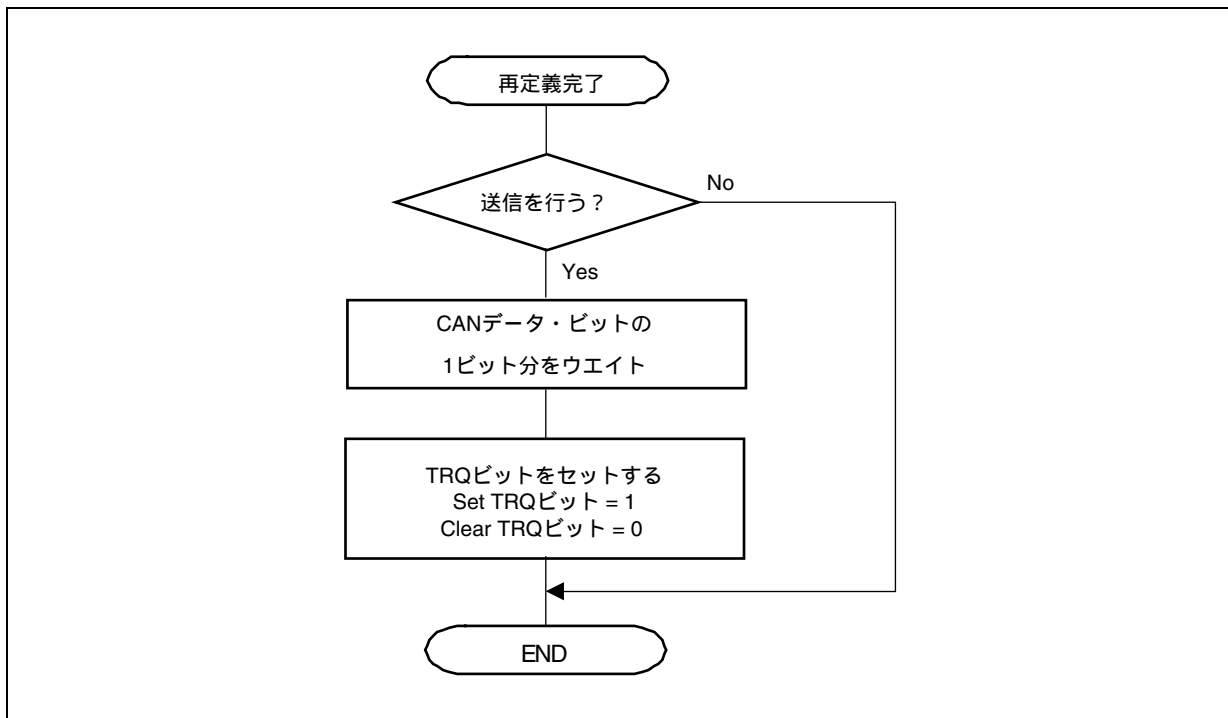 再定義完了
送信を行う？
No
Yes
CANデータ・ビットの
1ビット分をウエイト
TRQビットをセットする
Set TRQビット = 1
Clear TRQビット = 0
END